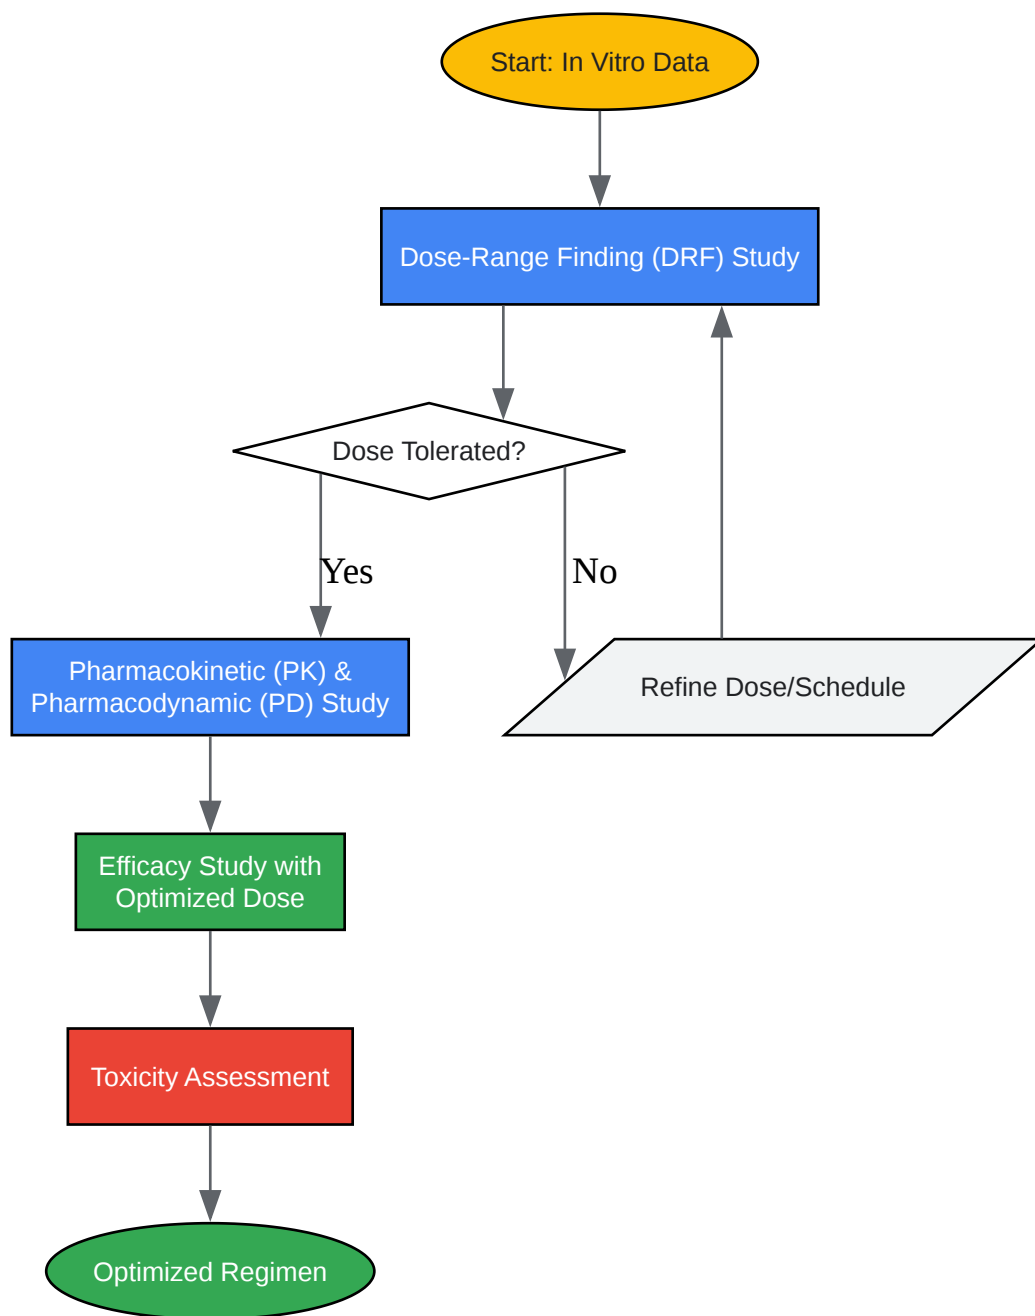 Start: In Vitro Data
Dose-Range Finding (DRF) Study
Dose Tolerated?
Yes
No
Pharmacokinetic (PK) &
Pharmacodynamic (PD) Study
Refine Dose/Schedule
Efficacy Study with
Optimized Dose
Toxicity Assessment
Optimized Regimen